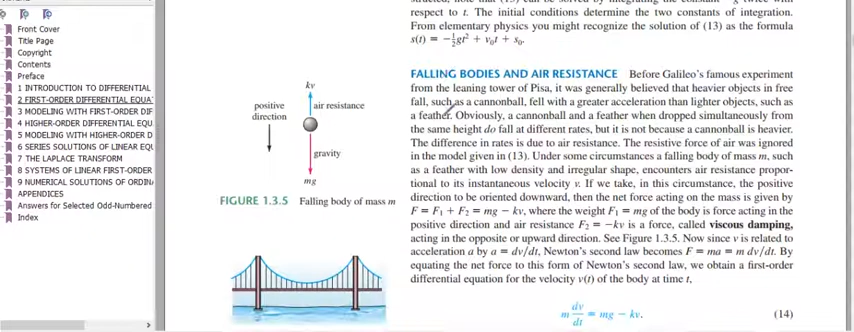 Front Cover
Title Page
Copyright
Contents
Preface
1 INTRODUCTION TO DIFFERENTIAL
2 FIRST-ORDER DIFFERENTIAL EQUA
3 MODELING WITH FIRST-ORDER DIF
4 HIGHER-ORDER DIFFERENTIAL EQU
5 MODELING WITH HIGHER-ORDER D
6 SERIES SOLUTIONS OF LINEAR EQU
7 THE LAPLACE TRANSFORM
8 SYSTEMS OF LINEAR FIRST-ORDER
9 NUMERICAL SOLUTIONS OF ORDIN
APPENDICES
Answers for Selected Odd-Numbered
Index
kv
positive
direction
air resistance
gravity
mg
FIGURE 1.3.5 Falling body of mass m
respect to t. The initial conditions determine the two constants of integration.
From elementary physics you might recognize the solution of (13) as the formula
s(t) = −½gt² + v₀t + s₀.
FALLING BODIES AND AIR RESISTANCE Before Galileo's famous experiment
from the leaning tower of Pisa, it was generally believed that heavier objects in free
fall, such as a cannonball, fell with a greater acceleration than lighter objects, such as
a feather. Obviously, a cannonball and a feather when dropped simultaneously from
the same height do fall at different rates, but it is not because a cannonball is heavier.
The difference in rates is due to air resistance. The resistive force of air was ignored
in the model given in (13). Under some circumstances a falling body of mass m, such
as a feather with low density and irregular shape, encounters air resistance propor-
tional to its instantaneous velocity v. If we take, in this circumstance, the positive
direction to be oriented downward, then the net force acting on the mass is given by
F = F₁ + F₂ = mg − kv, where the weight F₁ = mg of the body is force acting in the
positive direction and air resistance F₂ = −kv is a force, called viscous damping,
acting in the opposite or upward direction. See Figure 1.3.5. Now since v is related to
acceleration a by a = dv/dt, Newton's second law becomes F = ma = m dv/dt. By
equating the net force to this form of Newton's second law, we obtain a first-order
differential equation for the velocity v(t) of the body at time t,
m dv/dt = mg − kv. (14)